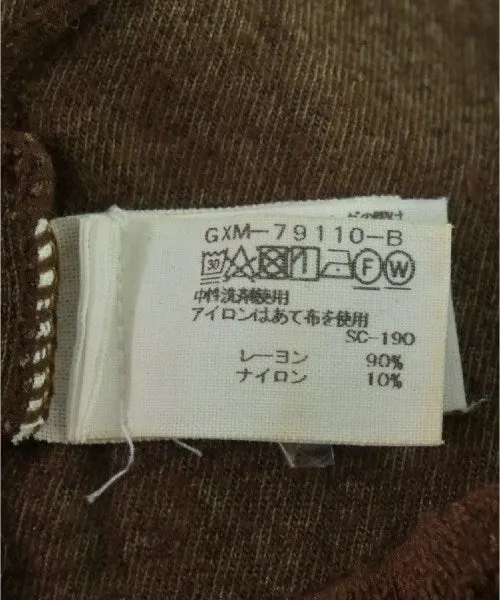 GXM-79110-B
30 F W
中性洗剤使用
アイロンはあて布を使用
SC-190
レーヨン 90%
ナイロン 10%